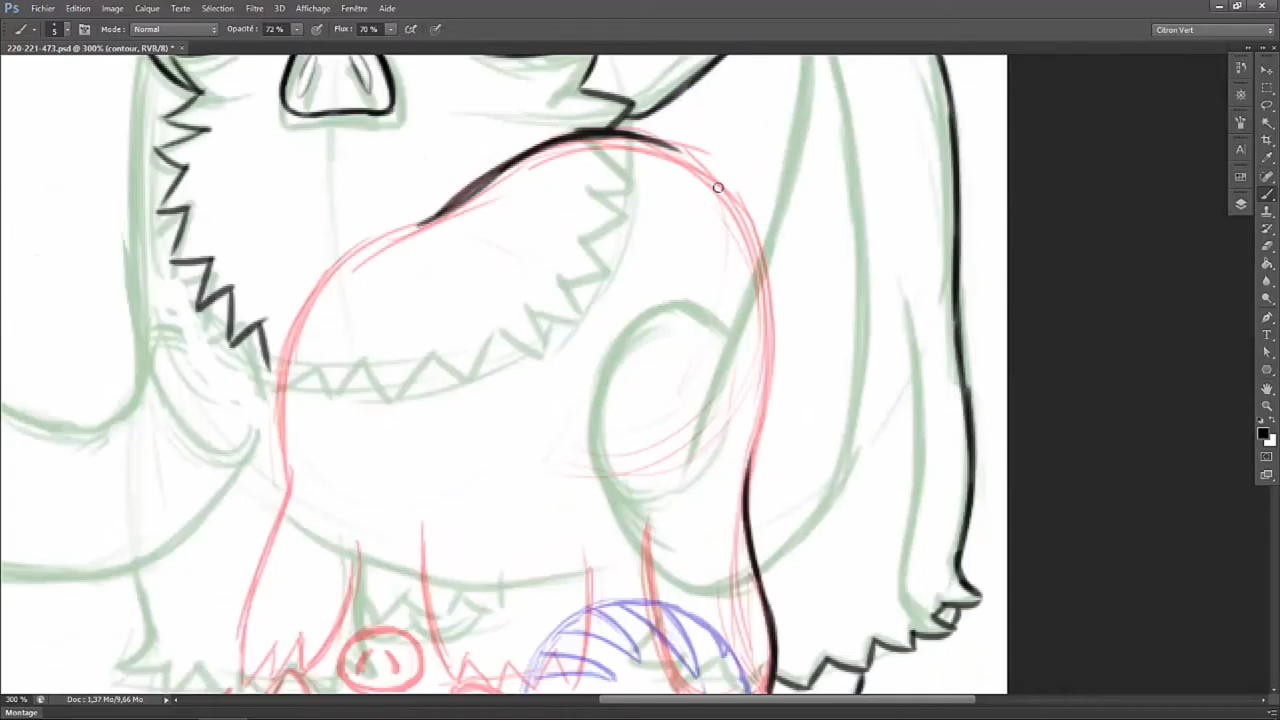 Ps Fichier Edition Image Calque Texte Sélection Filtre 3D Affichage Fenêtre Aide
5 Mode : Normal Opacité : 72 % Flux : 70 % Citron Vert
220-221-473.psd @ 300% (contour, RVB/8) * ×
300 % Doc : 1,37 Mo/9,66 Mo
Montage